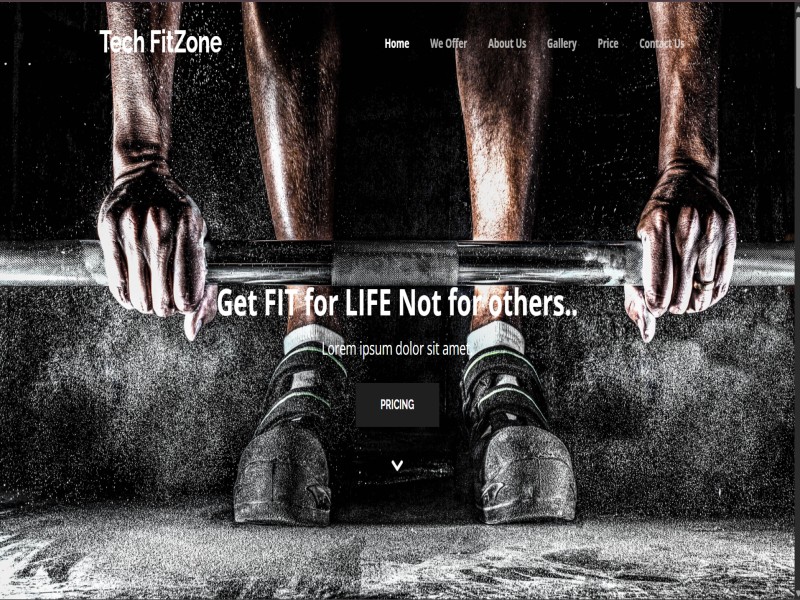 Tech FitZone
Home We Offer About Us Gallery Price Contact Us
Get FIT for LIFE Not for others..
Lorem ipsum dolor sit amet
PRICING